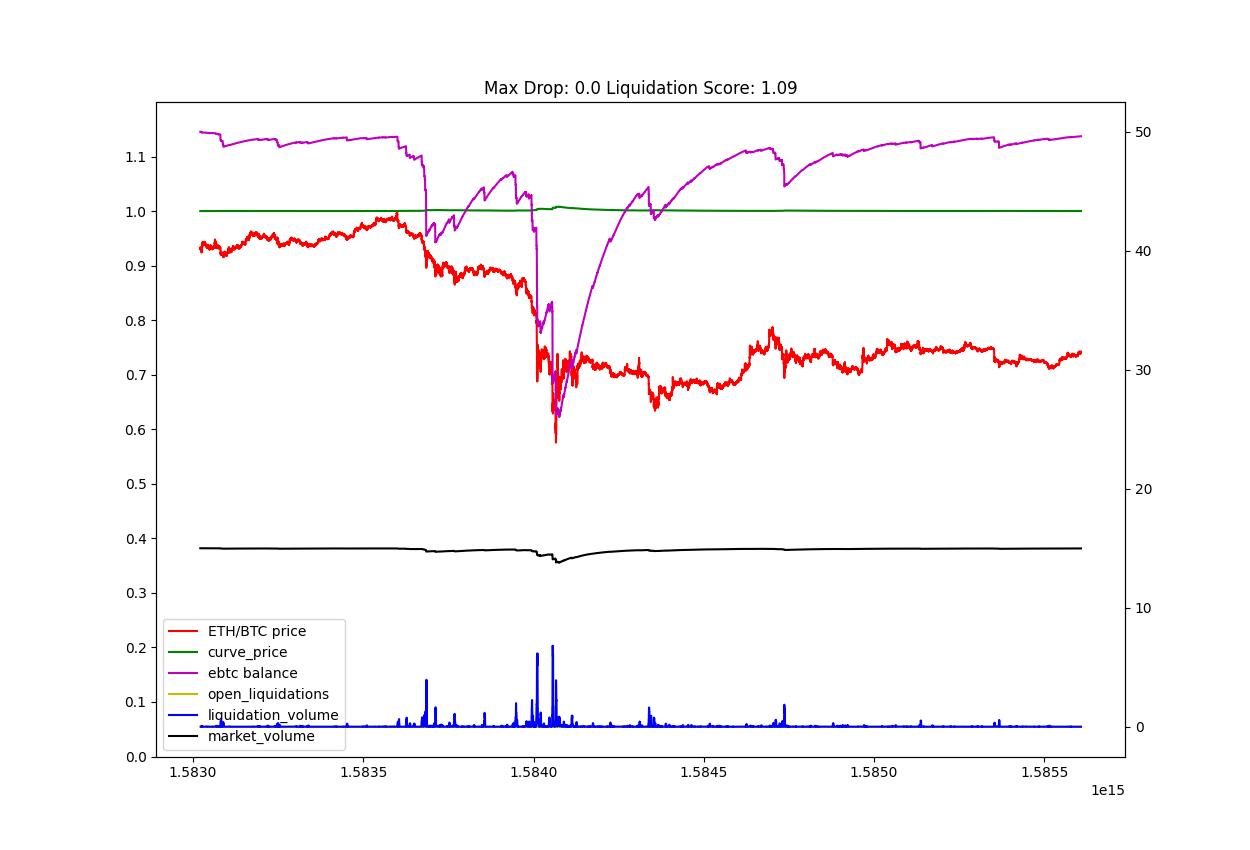 Max Drop: 0.0 Liquidation Score: 1.09
1.1
1.0
0.9
0.8
0.7
0.6
0.5
0.4
0.3
0.2
0.1
0.0
50
40
30
20
10
0
ETH/BTC price
curve_price
ebtc balance
open_liquidations
liquidation_volume
market_volume
1.5830 1.5835 1.5840 1.5845 1.5850 1.5855
1e15